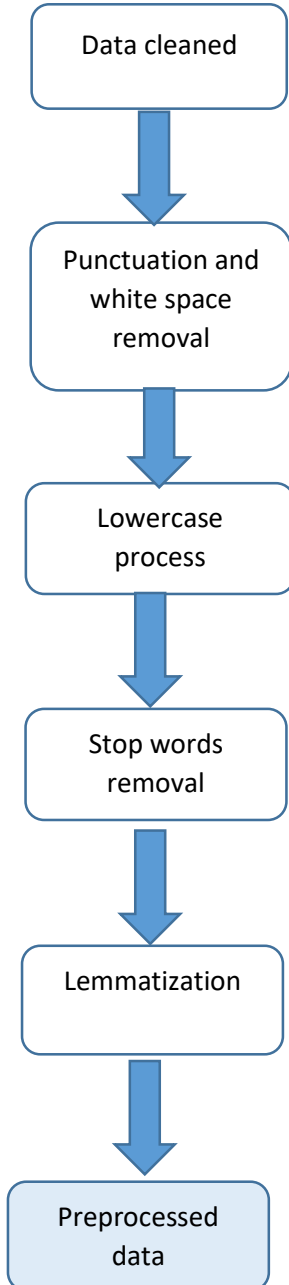 Data cleaned
Punctuation and
white space
removal
Lowercase
process
Stop words
removal
Lemmatization
Preprocessed
data